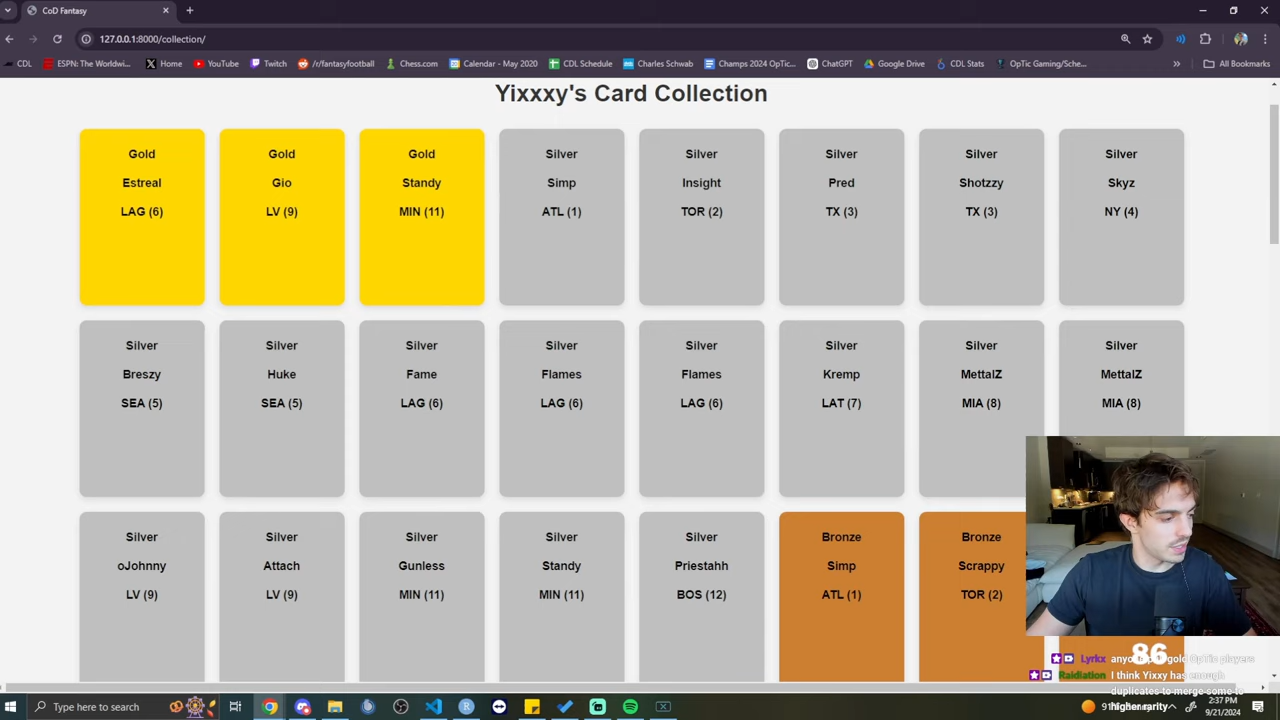 CoD Fantasy
127.0.0.1:8000/collection/
CDL
ESPN: The Worldwi...
Home
YouTube
Twitch
/r/fantasyfootball
Chess.com
Calendar - May 2020
CDL Schedule
Charles Schwab
Champs 2024 OpTic...
ChatGPT
Google Drive
CDL Stats
OpTic Gaming/Sche...
»
All Bookmarks
Yixxxy's Card Collection
Gold
Estreal
LAG (6)
Gold
Gio
LV (9)
Gold
Standy
MIN (11)
Silver
Simp
ATL (1)
Silver
Insight
TOR (2)
Silver
Pred
TX (3)
Silver
Shotzzy
TX (3)
Silver
Skyz
NY (4)
Silver
Breszy
SEA (5)
Silver
Huke
SEA (5)
Silver
Fame
LAG (6)
Silver
Flames
LAG (6)
Silver
Flames
LAG (6)
Silver
Kremp
LAT (7)
Silver
MettalZ
MIA (8)
Silver
MettalZ
MIA (8)
Silver
oJohnny
LV (9)
Silver
Attach
LV (9)
Silver
Gunless
MIN (11)
Silver
Standy
MIN (11)
Silver
Priestahh
BOS (12)
Bronze
Simp
ATL (1)
Bronze
Scrappy
TOR (2)
86
Lyrkx gold OpTic players
Raidiation I think Yixxy has enough
duplicates to merge some to
higher rarity
Type here to search
2:37 PM
9/21/2024